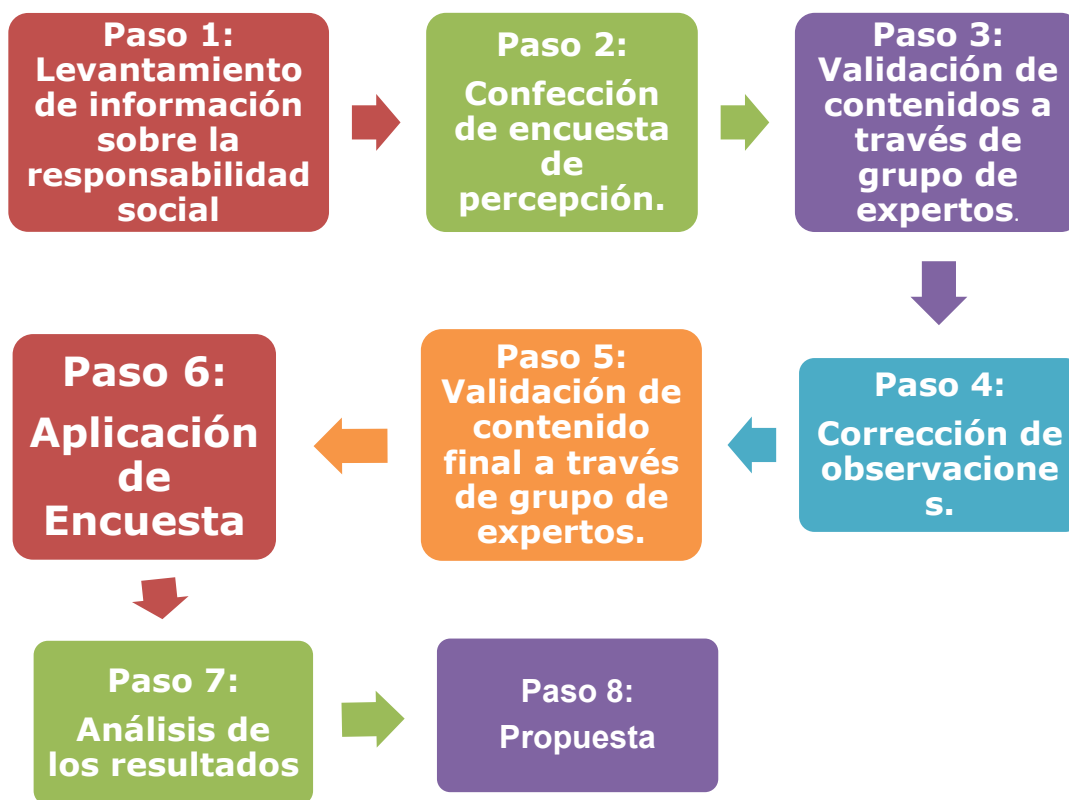 Paso 1:
Levantamiento
de información
sobre la
responsabilidad
social
Paso 2:
Confección
de encuesta
de
percepción.
Paso 3:
Validación de
contenidos a
través de
grupo de
expertos.
Paso 4:
Corrección de
observacione
s.
Paso 5:
Validación de
contenido
final a través
de grupo de
expertos.
Paso 6:
Aplicación
de
Encuesta
Paso 7:
Análisis de
los resultados
Paso 8:
Propuesta